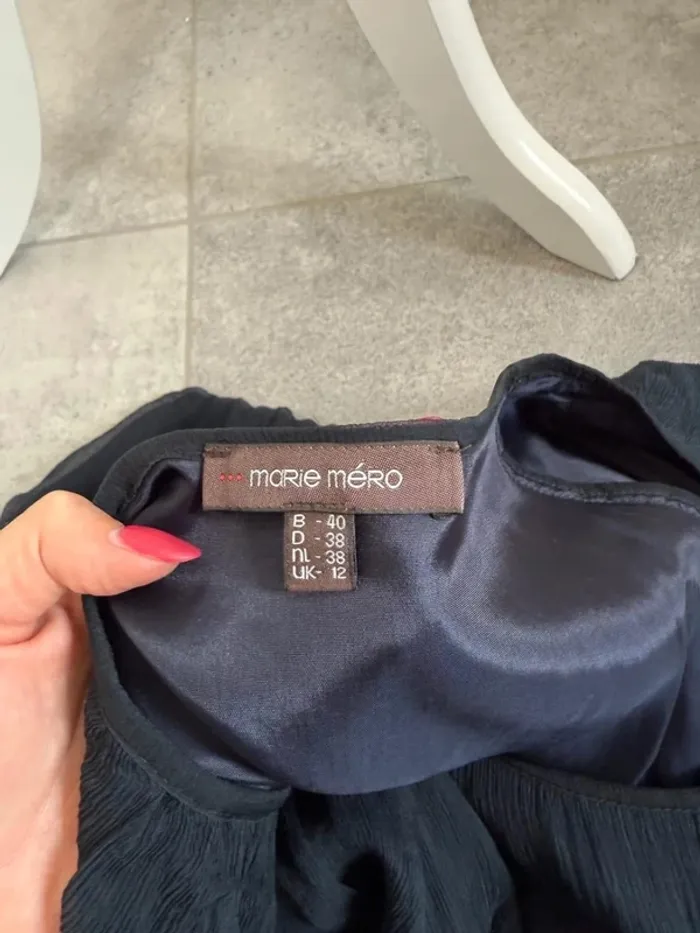 marie méro
B - 40
D - 38
nl - 38
UK- 12